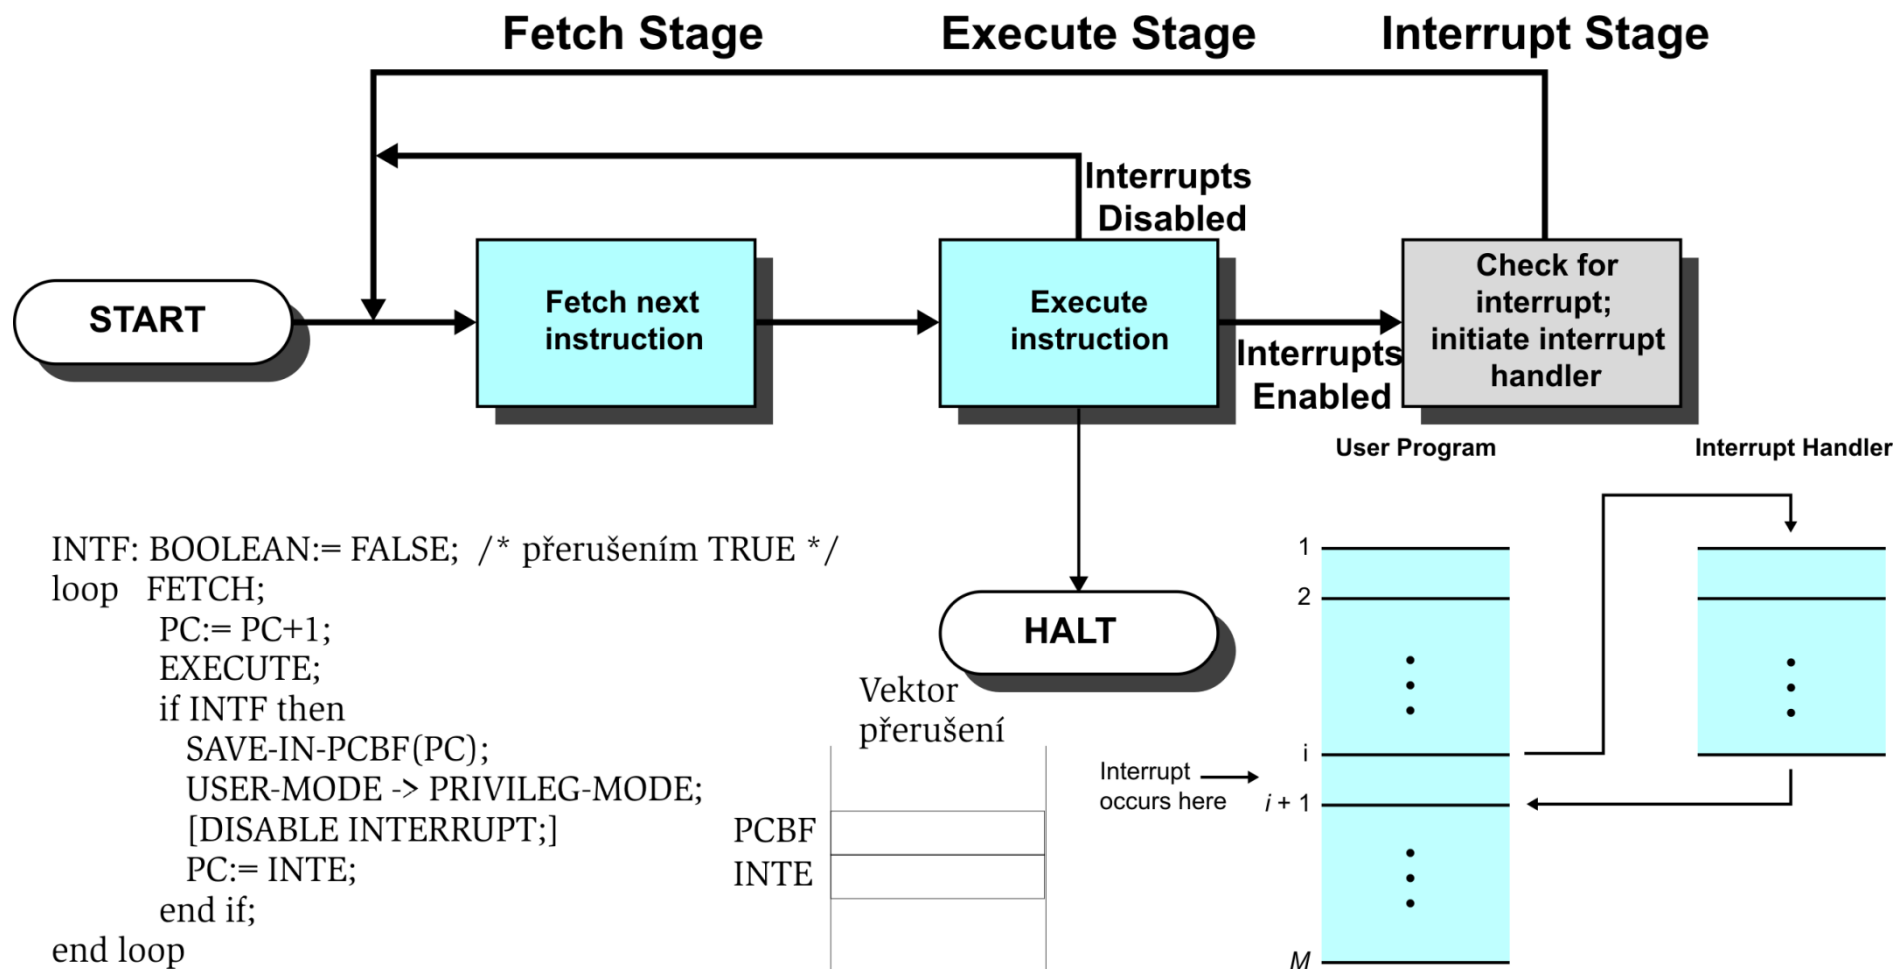 Fetch Stage
Execute Stage
Interrupt Stage
Interrupts
Disabled
START
Fetch next
instruction
Execute
instruction
Interrupts
Enabled
Check for
interrupt;
initiate interrupt
handler
HALT
INTF: BOOLEAN:= FALSE; /* přerušením TRUE */
loop FETCH;
PC:= PC+1;
EXECUTE;
if INTF then
SAVE-IN-PCBF(PC);
USER-MODE -> PRIVILEG-MODE;
[DISABLE INTERRUPT;]
PC:= INTE;
end if;
end loop
Vektor
přerušení
PCBF
INTE
User Program
Interrupt Handler
1
2
i
Interrupt
occurs here
i + 1
M